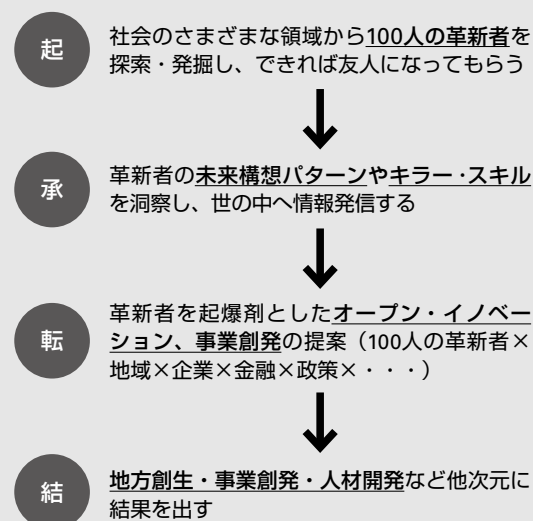 起
社会のさまざまな領域から100人の革新者を
探索・発掘し、できれば友人になってもらう
承
革新者の未来構想パターンやキラー・スキル
を洞察し、世の中へ情報発信する
転
革新者を起爆剤としたオープン・イノベー
ション、事業創発の提案（100人の革新者×
地域×企業×金融×政策×・・・）
結
地方創生・事業創発・人材開発など他次元に
結果を出す